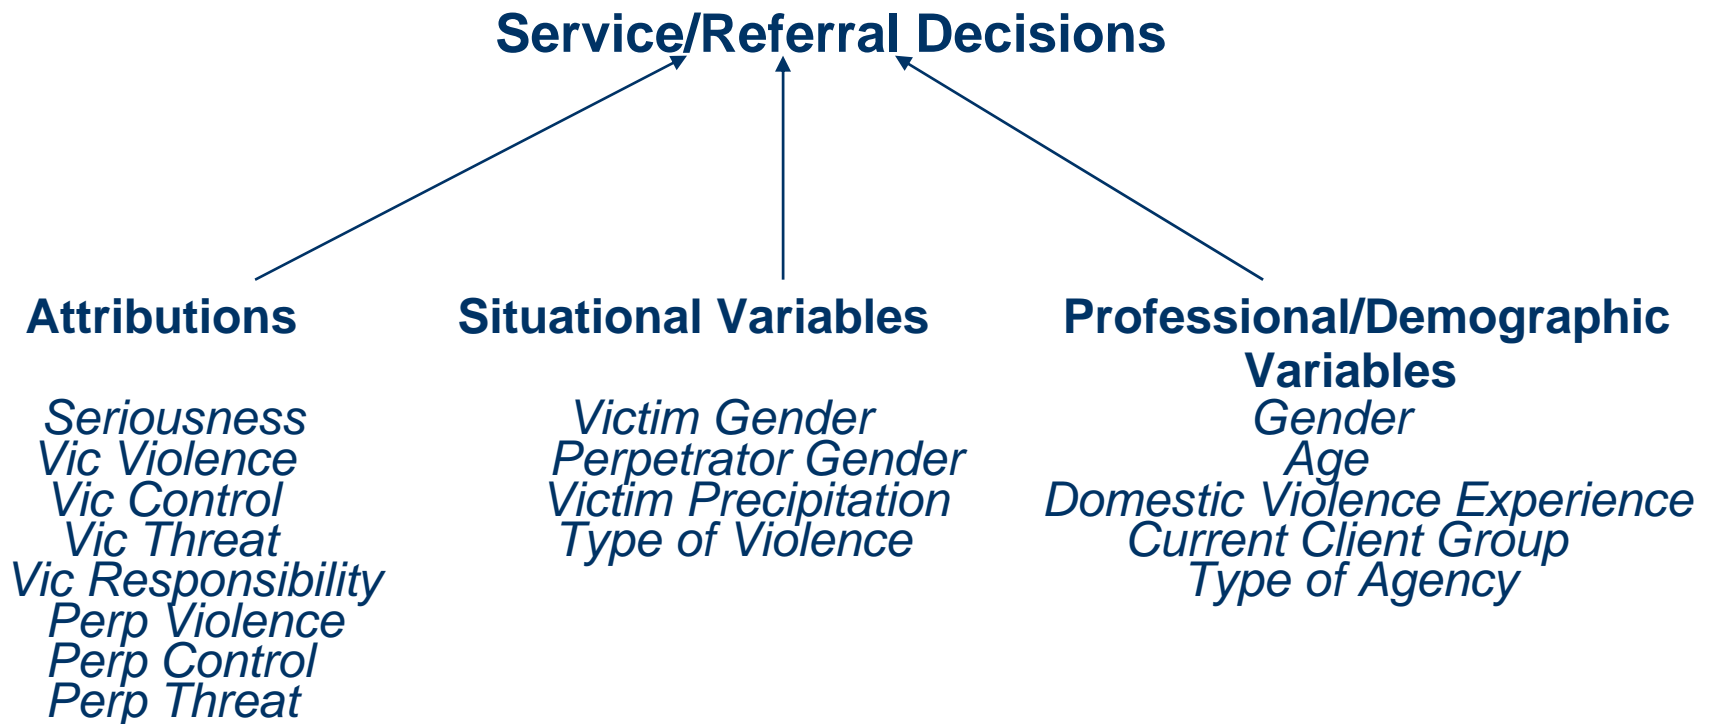 Service/Referral Decisions
Attributions
Seriousness
Vic Violence
Vic Control
Vic Threat
Vic Responsibility
Perp Violence
Perp Control
Perp Threat
Situational Variables
Victim Gender
Perpetrator Gender
Victim Precipitation
Type of Violence
Professional/Demographic
Variables
Gender
Age
Domestic Violence Experience
Current Client Group
Type of Agency